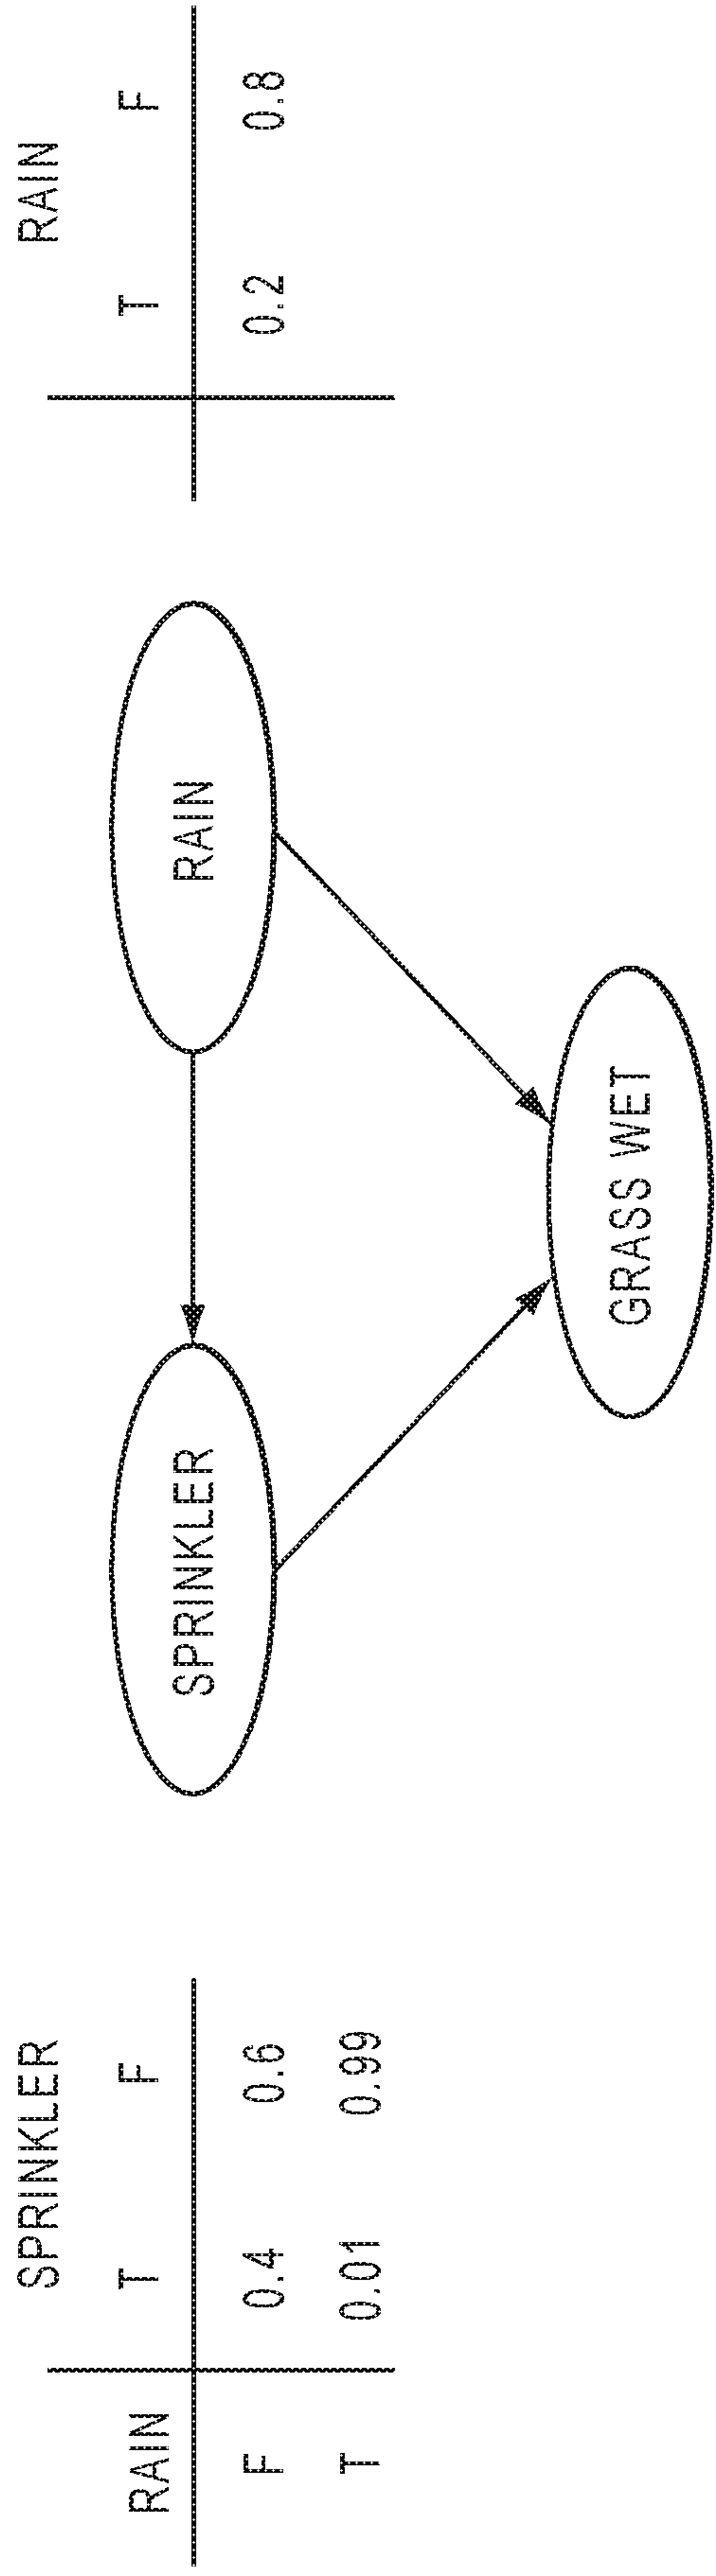 SPRINKLER
RAIN T F
F 0.4 0.6
T 0.01 0.99
SPRINKLER
RAIN
GRASS WET
RAIN
T F
0.2 0.8